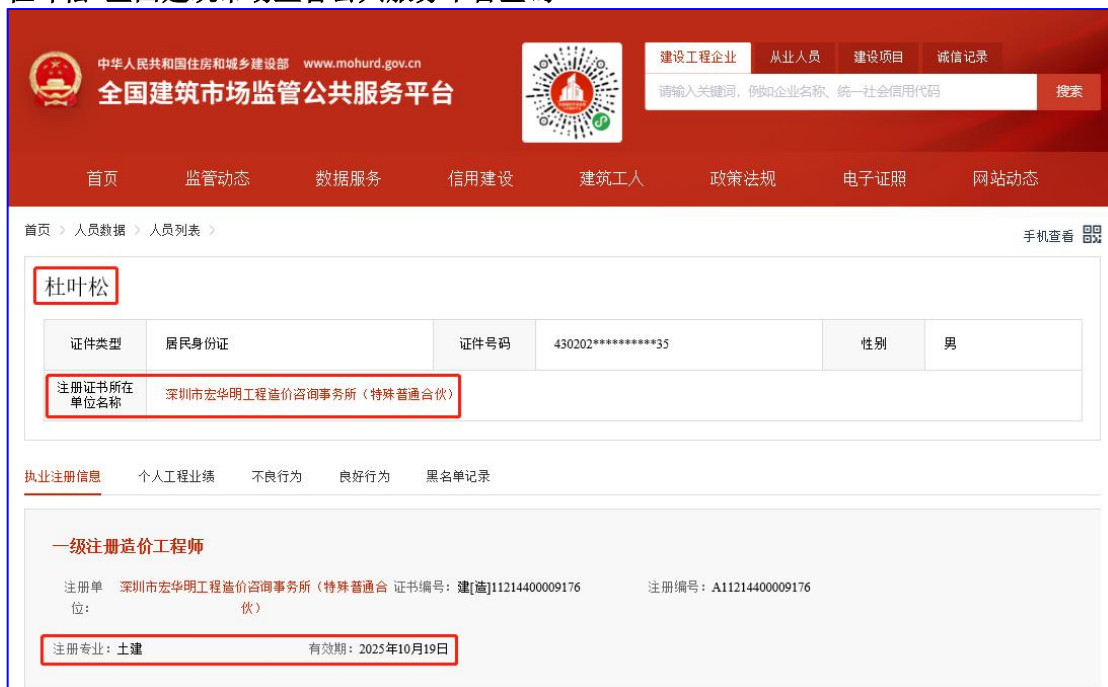 中华人民共和国住房和城乡建设部 www.mohurd.gov.cn
全国建筑市场监管公共服务平台
建设工程企业 从业人员 建设项目 诚信记录
请输入关键词，例如企业名称、统一社会信用代码 搜索
首页 监管动态 数据服务 信用建设 建筑工人 政策法规 电子证照 网站动态
首页 > 人员数据 > 人员列表 >
手机查看
杜叶松
证件类型 居民身份证 证件号码 430202**********35 性别 男
注册证书所在
单位名称
深圳市宏华明工程造价咨询事务所（特殊普通合伙）
执业注册信息 个人工程业绩 不良行为 良好行为 黑名单记录
一级注册造价工程师
注册单 深圳市宏华明工程造价咨询事务所（特殊普通合 证书编号：建[造]11214400009176 注册编号：A11214400009176
位： 伙）
注册专业：土建 有效期：2025年10月19日